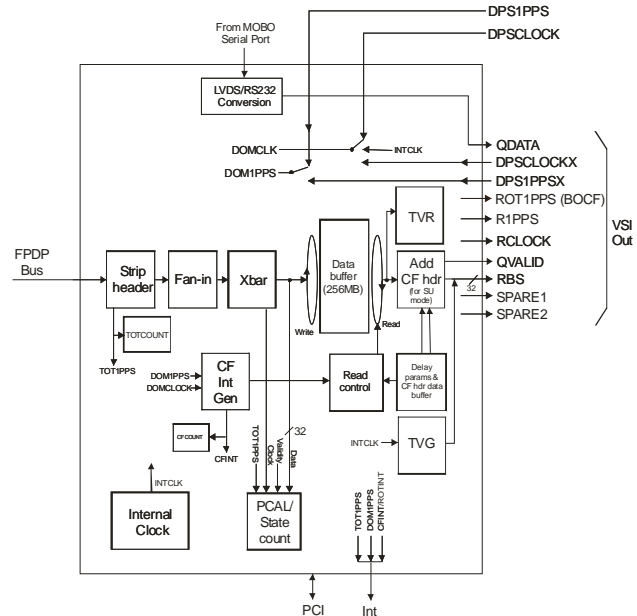 DPS1PPS
From MOBO
Serial Port
DPSCLOCK
LVDS/RS232
Conversion
DOMCLK
INTCLK
QDATA
DPSCLOCKX
DOM1PPS
DPS1PPSX
ROT1PPS (BOCF)
R1PPS
RCLOCK
VSI
Out
TVR
FPDP
Bus
Strip
header
Fan-in
Xbar
Data
buffer
(256MB)
Add
CF hdr
(for SU
mode)
QVALID
RBS
32
SPARE1
SPARE2
Write
Read
TOTCOUNT
TOT1PPS
DOM1PPS
DOMCLOCK
CF
Int
Gen
Read
control
Delay
params &
CF hdr data
buffer
CFCOUNT
CFINT
32
TOT1PPS
Clock
Validity
Data
INTCLK
TVG
INTCLK
Internal
Clock
PCAL/
State
count
TOT1PPS
DOM1PPS
CFINT/ROTINT
PCI
Int